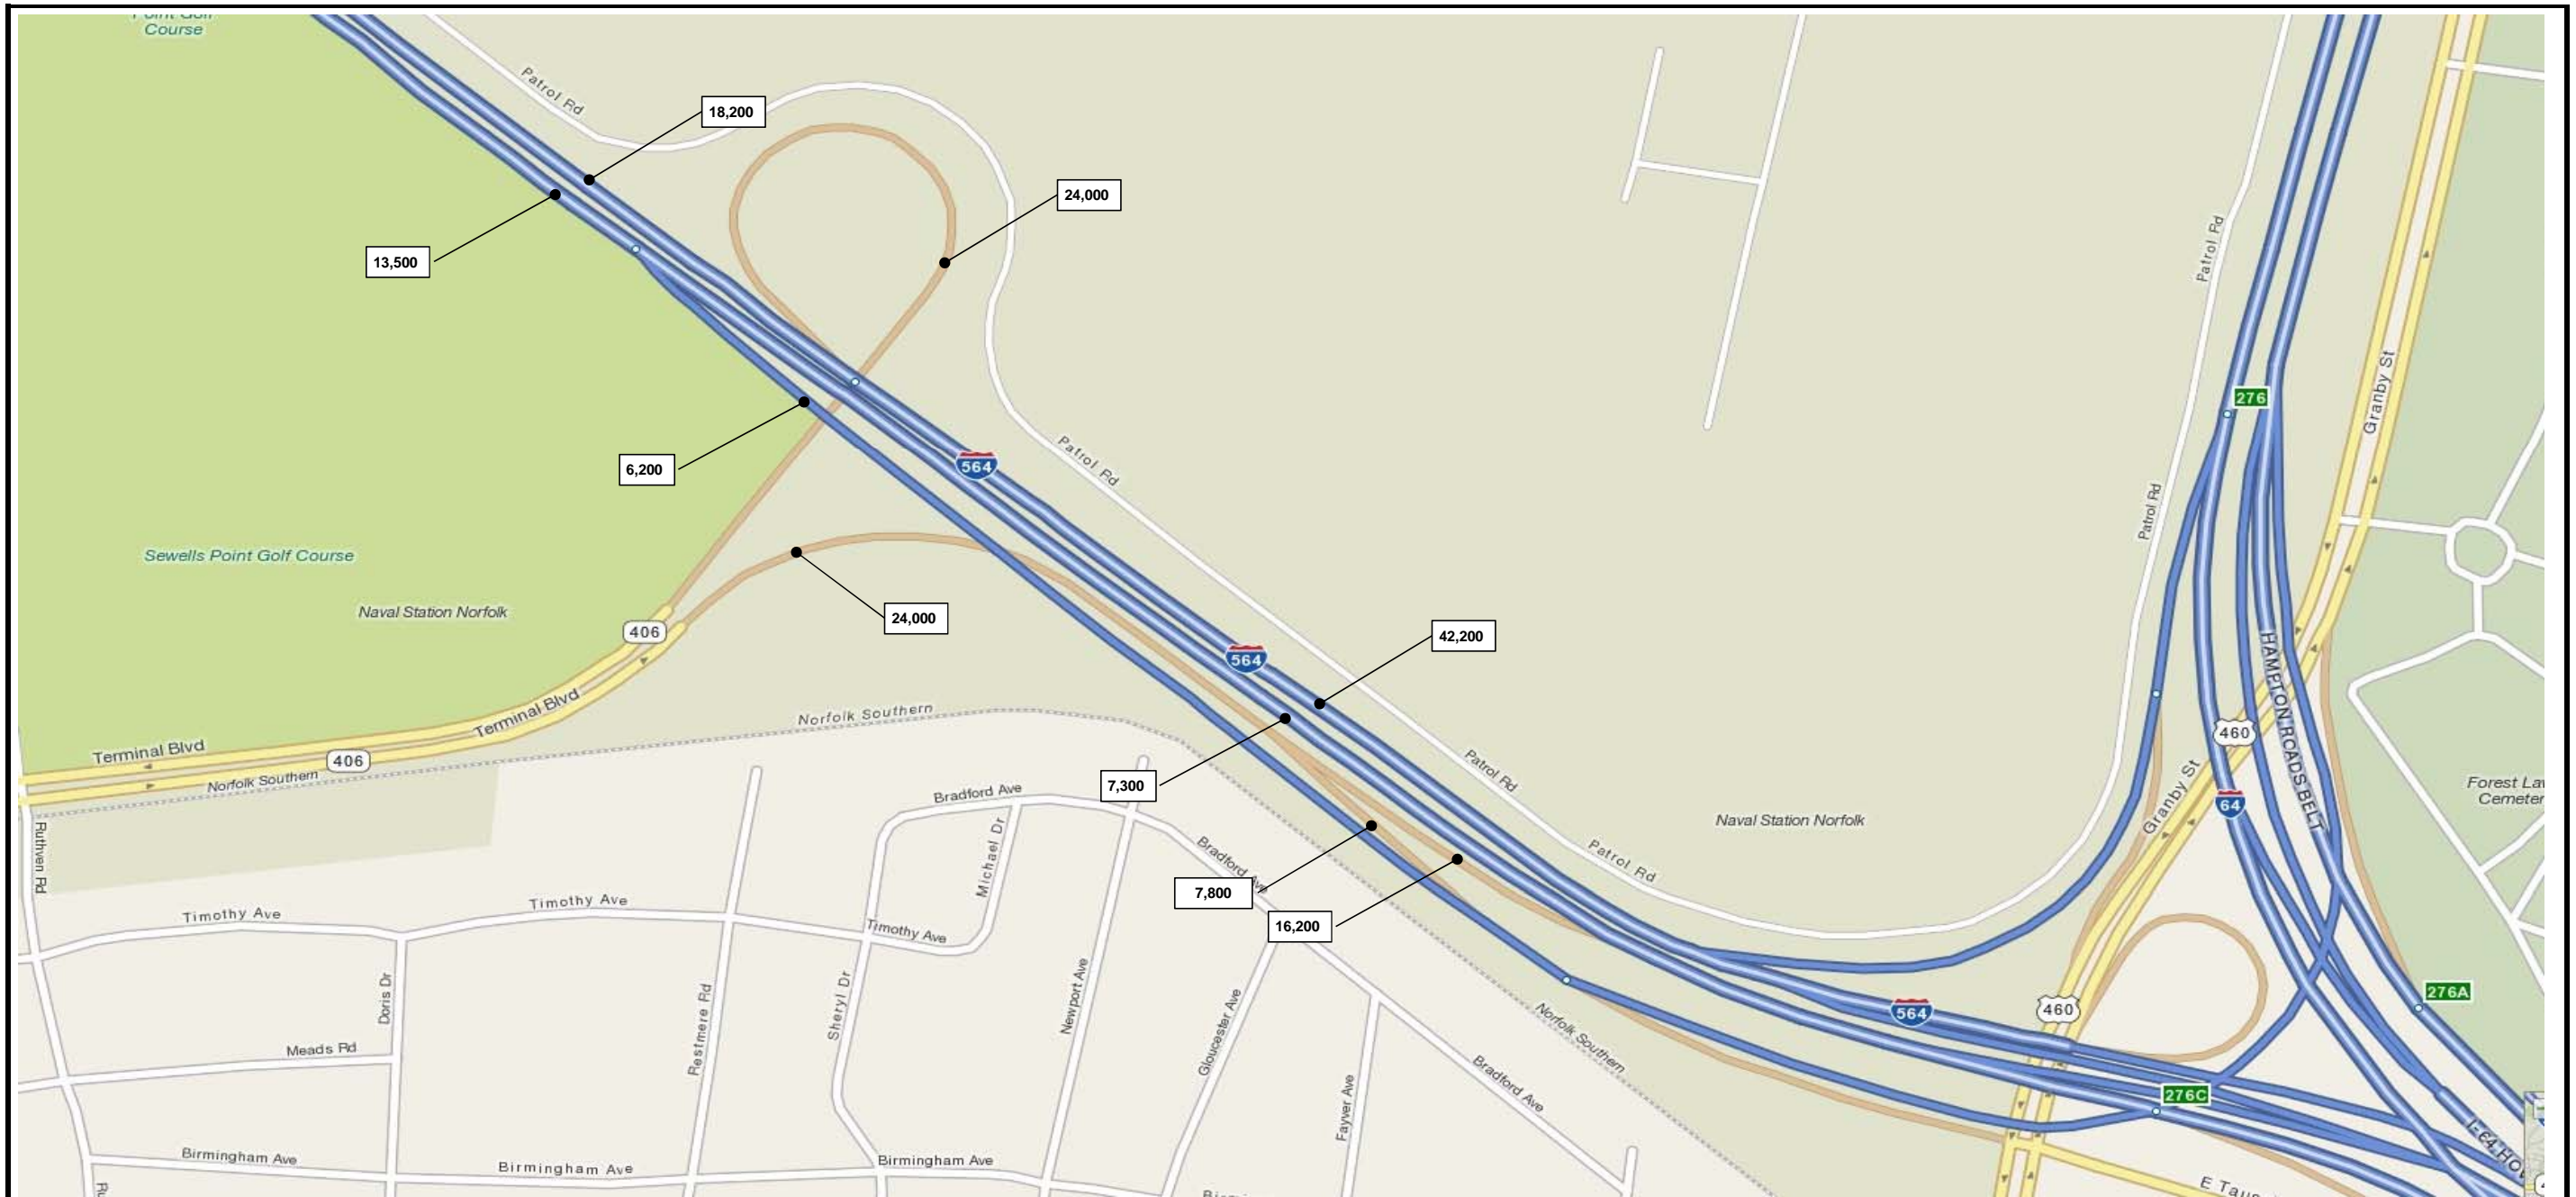 Point Golf
Course
Patrol Rd
18,200
24,000
13,500
Patrol Rd
276
Granby St
6,200
564
Patrol Rd
Patrol Rd
Sewells Point Golf Course
Naval Station Norfolk
406
24,000
42,200
564
HAMPTON ROADS BELT
Terminal Blvd
Norfolk Southern
Terminal Blvd
406
Norfolk Southern
460
Patrol Rd
7,300
Bradford Ave
Granby St
64
Forest
Naval Station Norfolk
Ruthven Rd
Michael Dr
Bradford Ave
7,800
Patrol Rd
16,200
Timothy Ave
Timothy Ave
Timothy Ave
Doris Dr
Restmere Rd
Sheryl Dr
Newport Ave
Gloucester Ave
Norfolk Southern
564
460
276A
Meads Rd
Fayver Ave
Bradford Ave
276C
I-64
Birmingham Ave
Birmingham Ave
Birmingham Ave
E